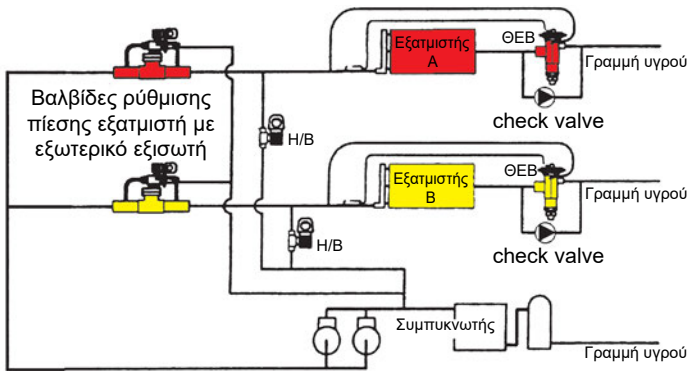 Εξατμιστής
Α
ΘΕΒ
Γραμμή υγρού
check valve
Βαλβίδες ρύθμισης
πίεσης εξατμιστή με
εξωτερικό εξισωτή
Η/Β
Εξατμιστής
Β
ΘΕΒ
Γραμμή υγρού
check valve
Η/Β
Συμπυκνωτής
Γραμμή υγρού